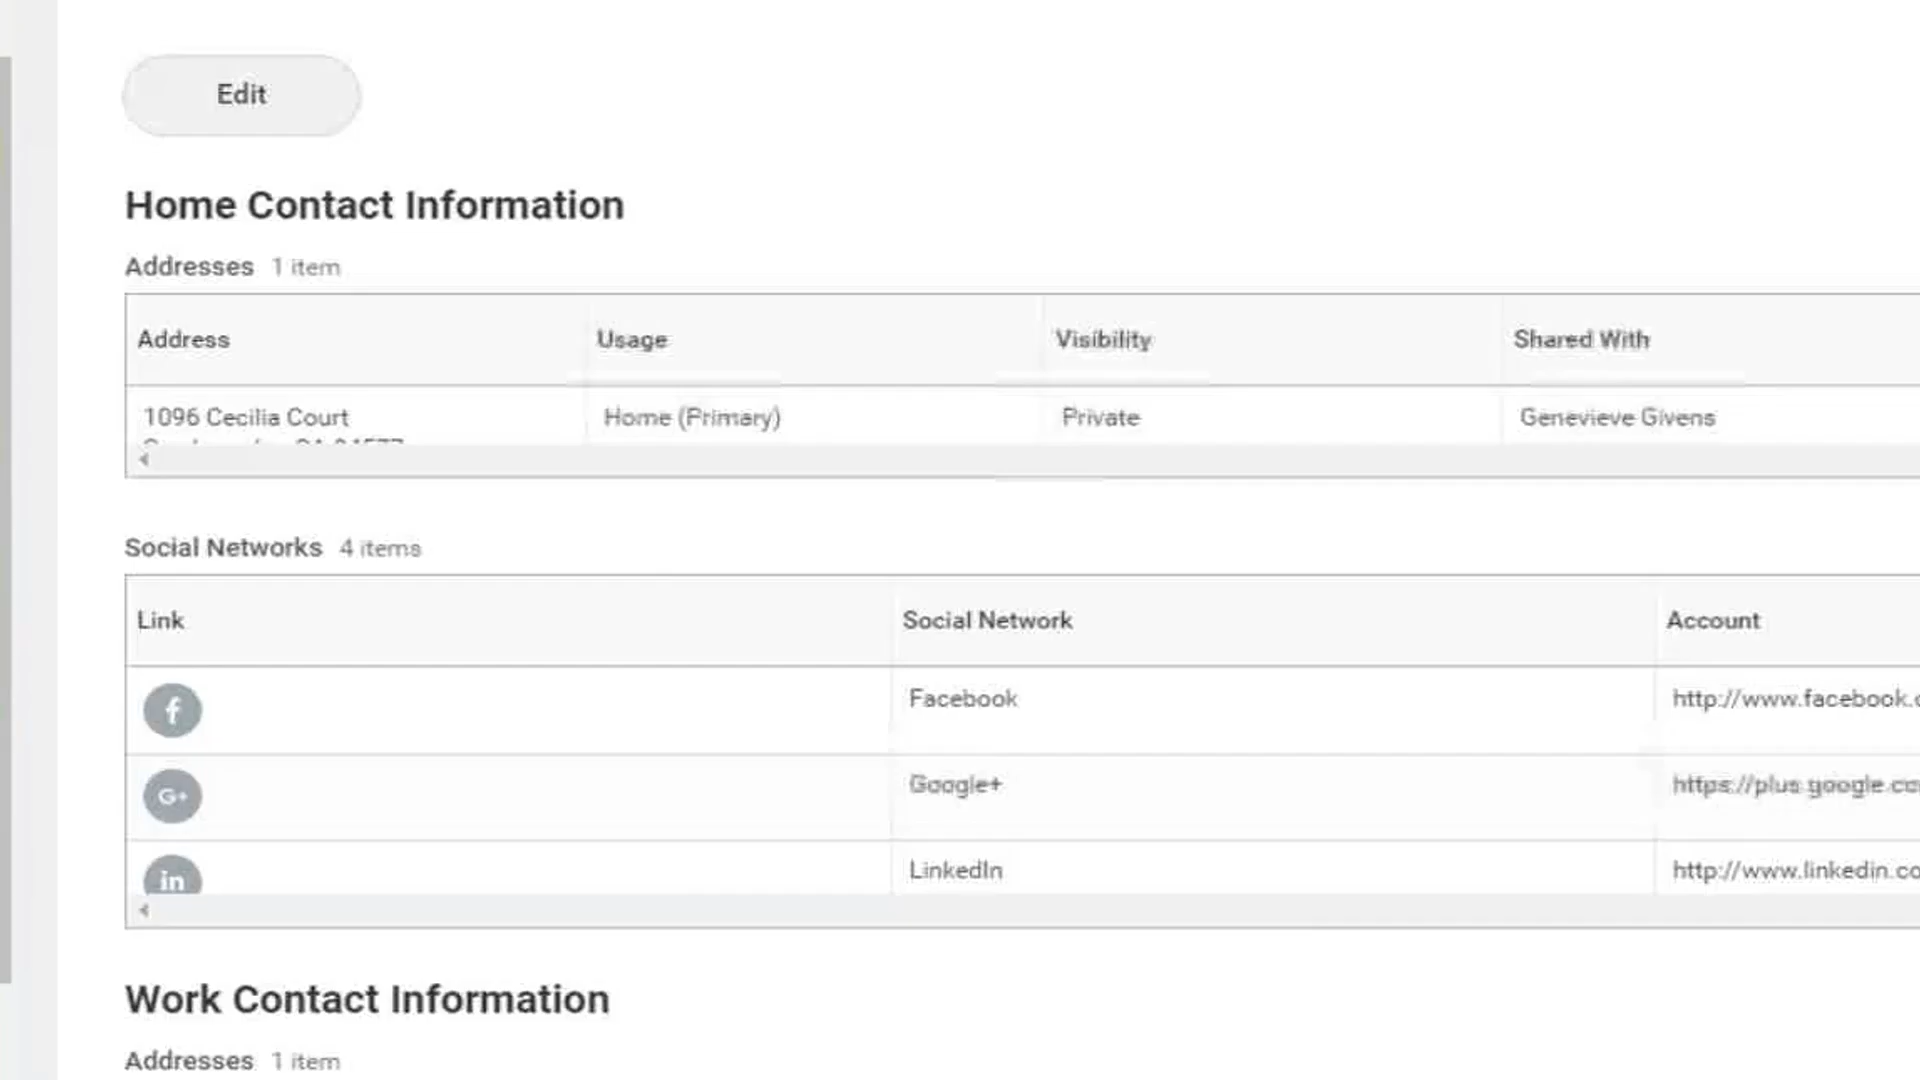 Edit
Home Contact Information
Addresses 1 item
Address Usage Visibility Shared With
1096 Cecilia Court Home (Primary) Private Genevieve Givens
Social Networks 4 items
Link Social Network Account
f Facebook http://www.facebook.
G+ Google+ https://plus.google.co
in LinkedIn http://www.linkedin.co
Work Contact Information
Addresses 1 item